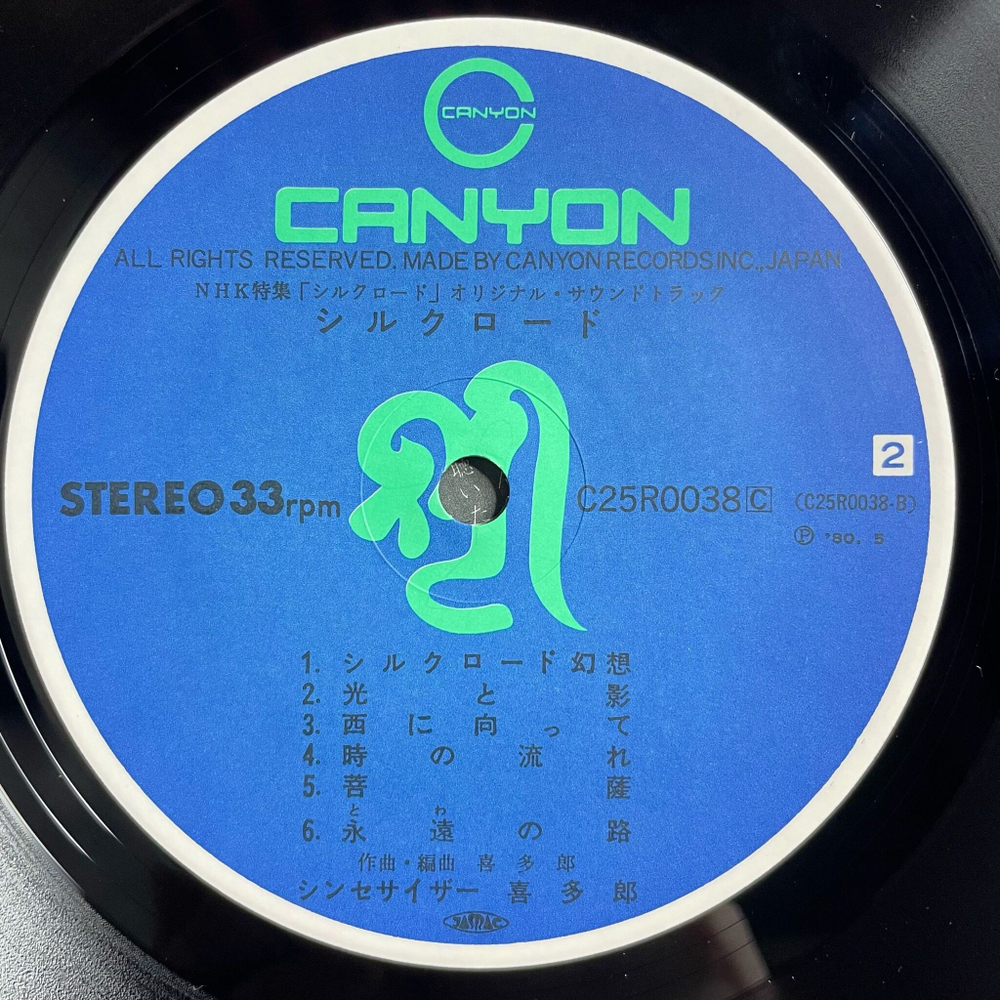 CANYON
CANYON
ALL RIGHTS RESERVED. MADE BY CANYON RECORDS INC., JAPAN
NHK特集「シルクロード」オリジナル・サウンドトラック
シルクロード
2
STEREO 33rpm
C25R0038 C (C25R0038-B)
Ⓟ '80. 5
聴いた
1. シルクロード幻想
2. 光と影
3. 西に向って
4. 時の流れ
5. 菩薩
とわ
6. 永遠の路
作曲・編曲 喜多郎
シンセサイザー 喜多郎
JASRAC